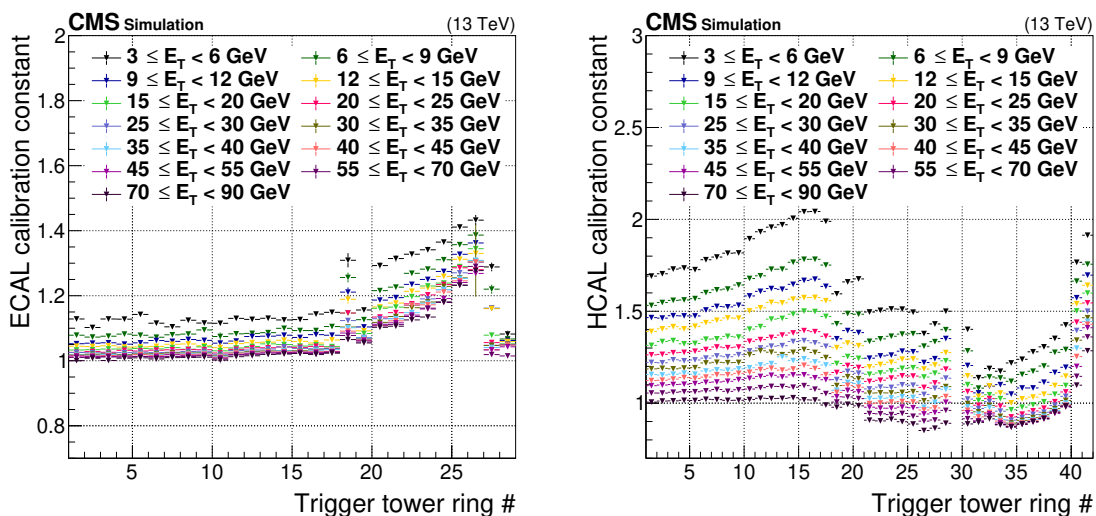 CMS Simulation (13 TeV)
ECAL calibration constant
2
1.8
1.6
1.4
1.2
1
0.8
3 ≤ E_T < 6 GeV 6 ≤ E_T < 9 GeV
9 ≤ E_T < 12 GeV 12 ≤ E_T < 15 GeV
15 ≤ E_T < 20 GeV 20 ≤ E_T < 25 GeV
25 ≤ E_T < 30 GeV 30 ≤ E_T < 35 GeV
35 ≤ E_T < 40 GeV 40 ≤ E_T < 45 GeV
45 ≤ E_T < 55 GeV 55 ≤ E_T < 70 GeV
70 ≤ E_T < 90 GeV
5 10 15 20 25
Trigger tower ring #
CMS Simulation (13 TeV)
HCAL calibration constant
3
2.5
2
1.5
1
3 ≤ E_T < 6 GeV 6 ≤ E_T < 9 GeV
9 ≤ E_T < 12 GeV 12 ≤ E_T < 15 GeV
15 ≤ E_T < 20 GeV 20 ≤ E_T < 25 GeV
25 ≤ E_T < 30 GeV 30 ≤ E_T < 35 GeV
35 ≤ E_T < 40 GeV 40 ≤ E_T < 45 GeV
45 ≤ E_T < 55 GeV 55 ≤ E_T < 70 GeV
70 ≤ E_T < 90 GeV
5 10 15 20 25 30 35 40
Trigger tower ring #